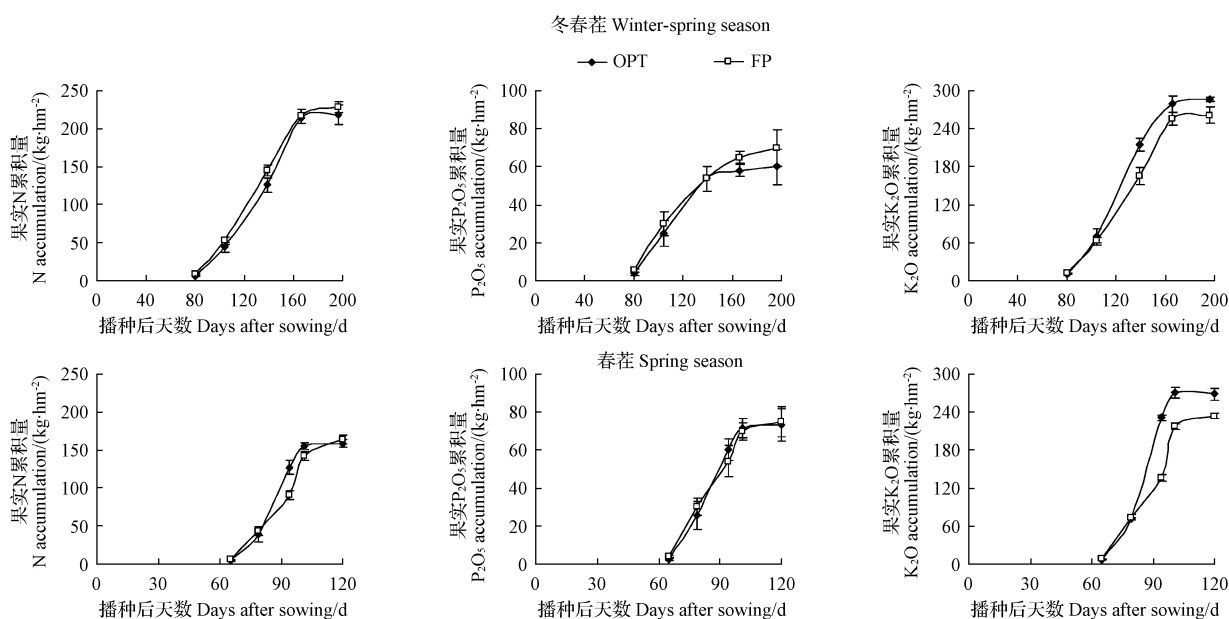 冬春茬 Winter-spring season
OPT
FP
果实N累积量
N accumulation/(kg·hm⁻²)
250
200
150
100
50
0
0 40 80 120 160 200
播种后天数 Days after sowing/d
果实P₂O₅累积量
P₂O₅ accumulation/(kg·hm⁻²)
100
80
60
40
20
0
0 40 80 120 160 200
播种后天数 Days after sowing/d
果实K₂O累积量
K₂O accumulation/(kg·hm⁻²)
300
240
180
120
60
0
0 40 80 120 160 200
播种后天数 Days after sowing/d
春茬 Spring season
果实N累积量
N accumulation/(kg·hm⁻²)
250
200
150
100
50
0
0 30 60 90 120
播种后天数 Days after sowing/d
果实P₂O₅累积量
P₂O₅ accumulation/(kg·hm⁻²)
100
80
60
40
20
0
0 30 60 90 120
播种后天数 Days after sowing/d
果实K₂O累积量
K₂O accumulation/(kg·hm⁻²)
300
240
180
120
60
0
0 30 60 90 120
播种后天数 Days after sowing/d